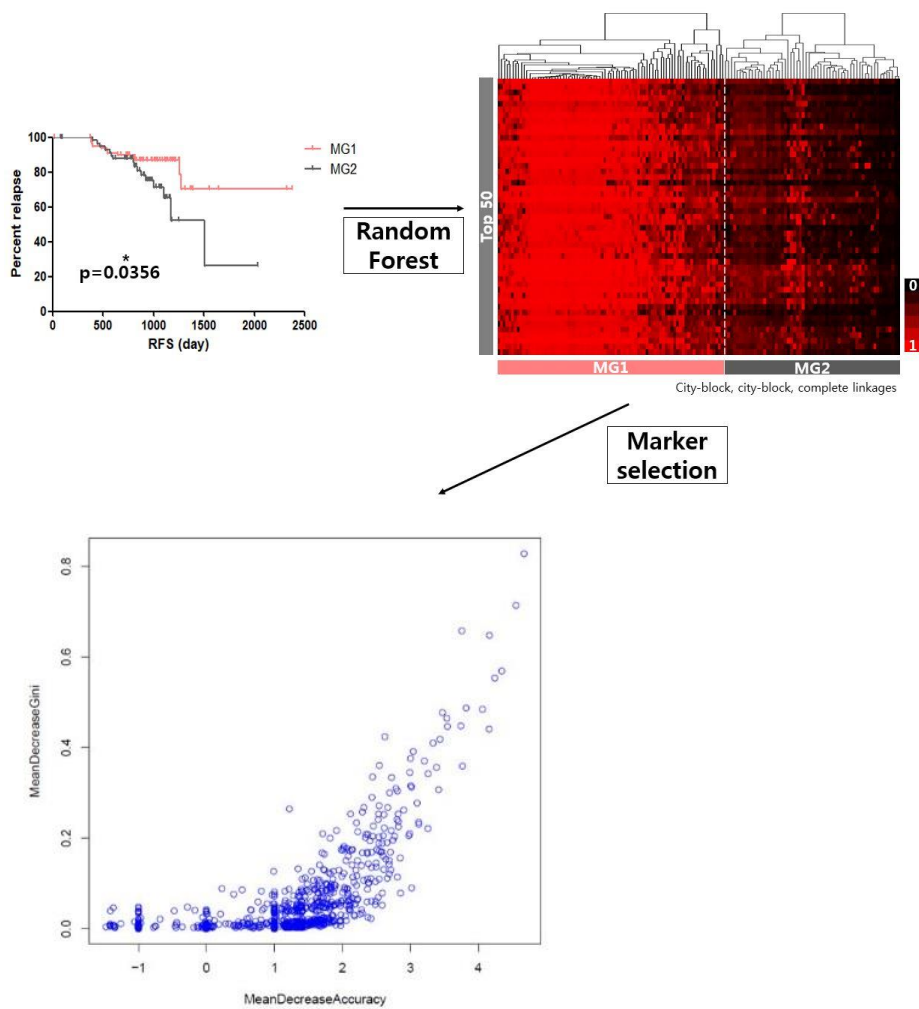 100
80
60
40
20
0
Percent relapse
0 500 1000 1500 2000 2500
RFS (day)
*
p=0.0356
MG1
MG2
Random
Forest
Top 50
0
1
MG1 MG2
City-block, city-block, complete linkages
Marker
selection
0.8
0.6
0.4
0.2
0.0
MeanDecreaseGini
−1 0 1 2 3 4
MeanDecreaseAccuracy